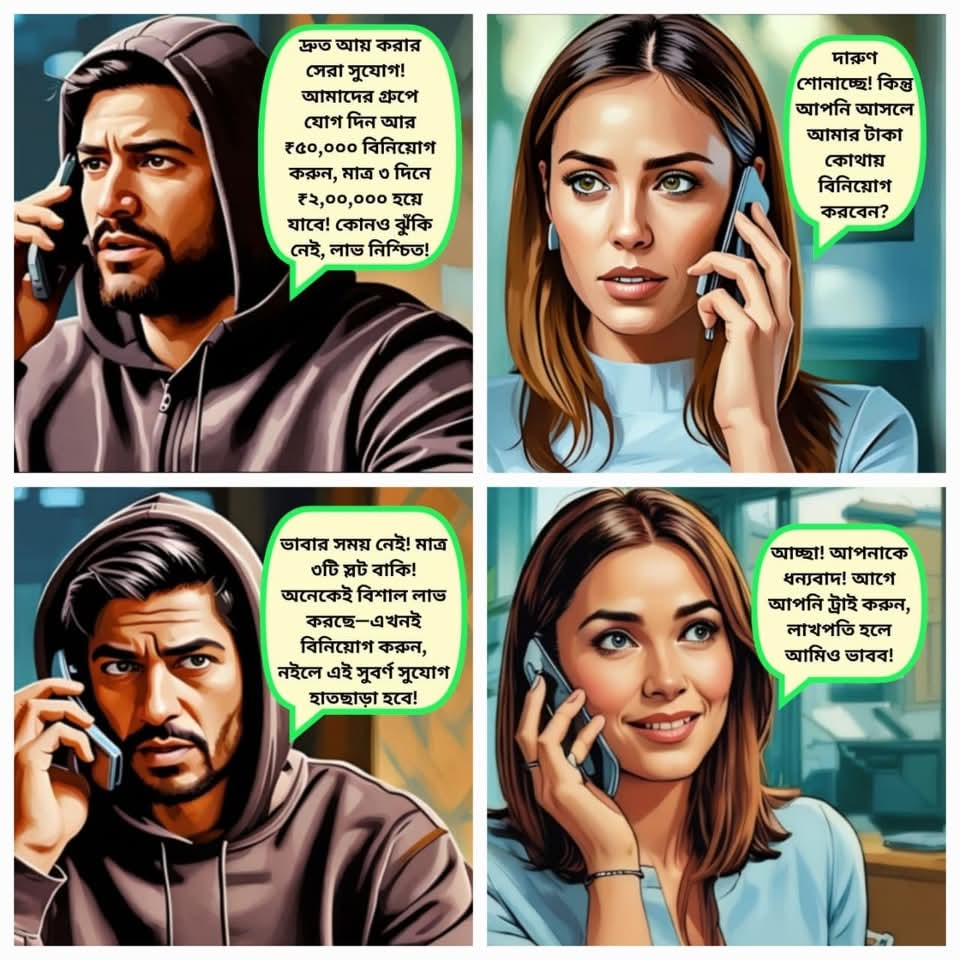 দ্রুত আয় করার
সেরা সুযোগ!
আমাদের গ্রুপে
যোগ দিন আর
₹৫০,০০০ বিনিয়োগ
করুন, মাত্র ৩ দিনে
₹২,০০,০০০ হয়ে
যাবে! কোনও ঝুঁকি
নেই, লাভ নিশ্চিত!
দারুণ
শোনাচ্ছে! কিন্তু
আপনি আসলে
আমার টাকা
কোথায়
বিনিয়োগ
করবেন?
ভাবার সময় নেই! মাত্র
৩টি স্লট বাকি!
অনেকেই বিশাল লাভ
করছে—এখনই
বিনিয়োগ করুন,
নইলে এই সুবর্ণ সুযোগ
হাতছাড়া হবে!
আচ্ছা! আপনাকে
ধন্যবাদ! আগে
আপনি ট্রাই করুন,
লাখপতি হলে
আমিও ভাবব!